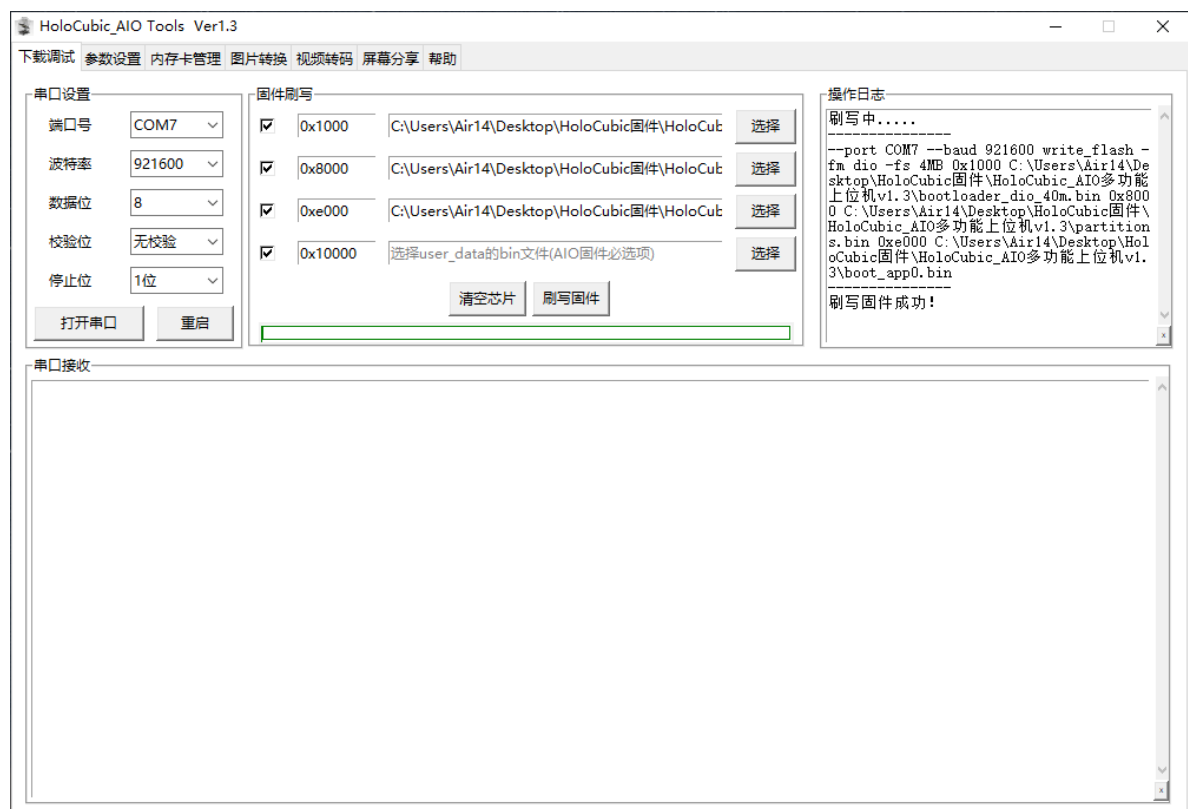 HoloCubic_AIO Tools  Ver1.3
下载调试 参数设置 内存卡管理 图片转换 视频转码 屏幕分享 帮助
串口设置
端口号 COM7
波特率 921600
数据位 8
校验位 无校验
停止位 1位
打开串口 重启
固件刷写
0x1000 C:\Users\Air14\Desktop\HoloCubic固件\HoloCub 选择
0x8000 C:\Users\Air14\Desktop\HoloCubic固件\HoloCub 选择
0xe000 C:\Users\Air14\Desktop\HoloCubic固件\HoloCub 选择
0x10000 选择user_data的bin文件(AIO固件必选项) 选择
清空芯片 刷写固件
操作日志
刷写中.....
---------------
--port COM7 --baud 921600 write_flash -
fm dio -fs 4MB 0x1000 C:\Users\Air14\De
sktop\HoloCubic固件\HoloCubic_AIO多功能
上位机v1.3\bootloader_dio_40m.bin 0x800
0 C:\Users\Air14\Desktop\HoloCubic固件\
HoloCubic_AIO多功能上位机v1.3\partition
s.bin 0xe000 C:\Users\Air14\Desktop\Hol
oCubic固件\HoloCubic_AIO多功能上位机v1.
3\boot_app0.bin
---------------
刷写固件成功!
串口接收